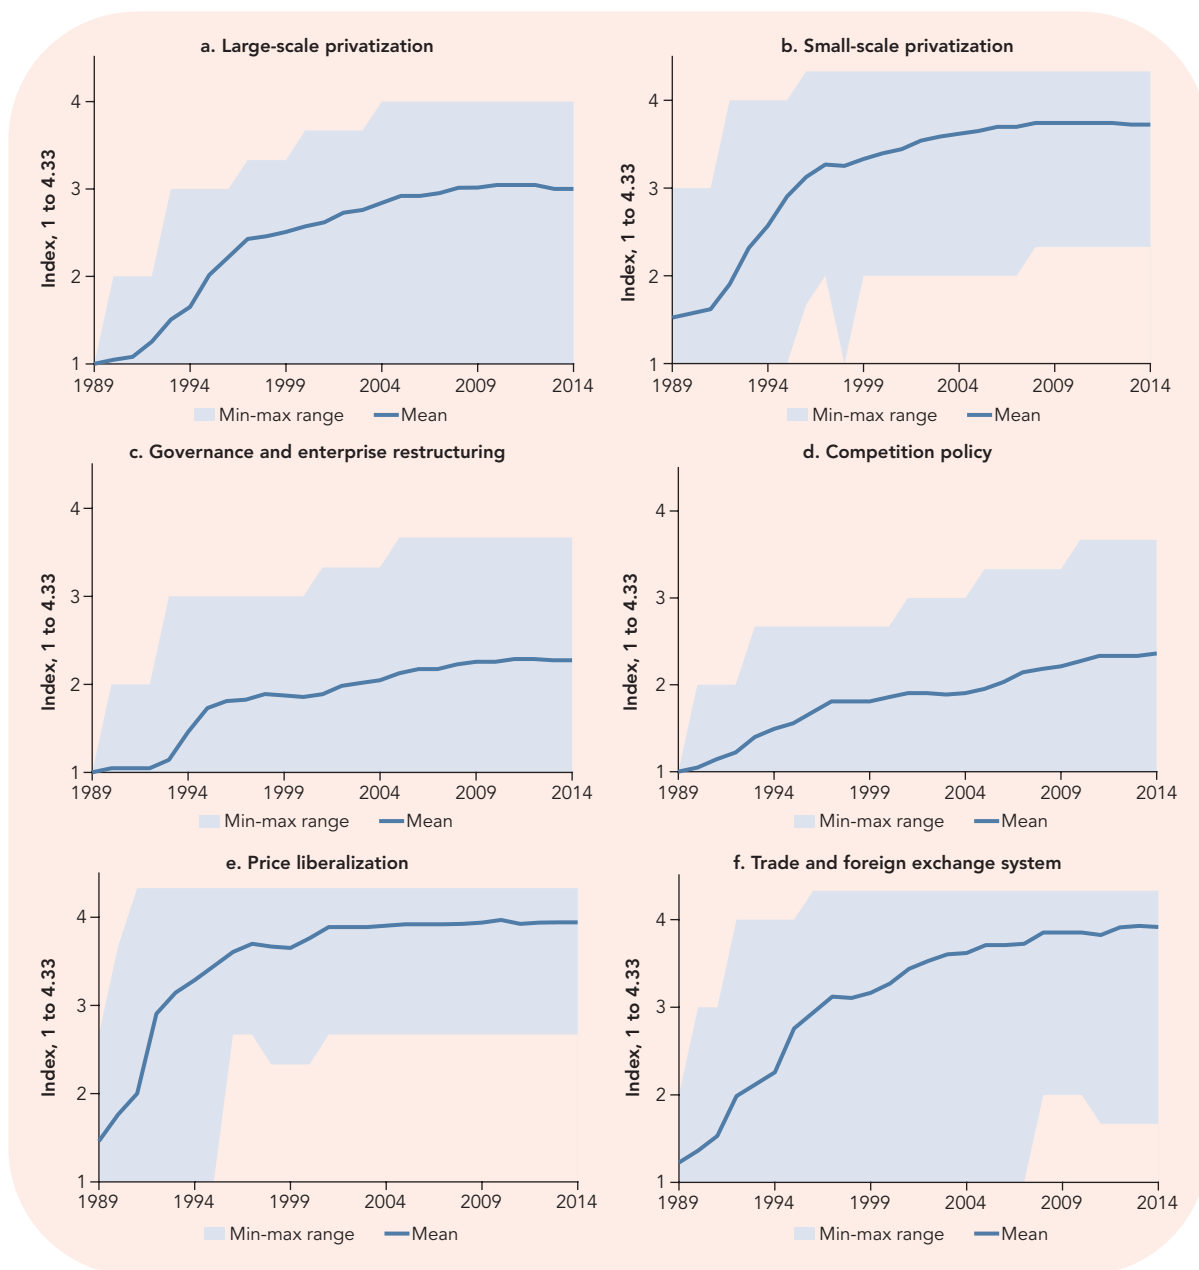 a. Large-scale privatization
Index, 1 to 4.33
4
3
2
1
1989 1994 1999 2004 2009 2014
Min-max range Mean
b. Small-scale privatization
Index, 1 to 4.33
4
3
2
1
1989 1994 1999 2004 2009 2014
Min-max range Mean
c. Governance and enterprise restructuring
Index, 1 to 4.33
4
3
2
1
1989 1994 1999 2004 2009 2014
Min-max range Mean
d. Competition policy
Index, 1 to 4.33
4
3
2
1
1989 1994 1999 2004 2009 2014
Min-max range Mean
e. Price liberalization
Index, 1 to 4.33
4
3
2
1
1989 1994 1999 2004 2009 2014
Min-max range Mean
f. Trade and foreign exchange system
Index, 1 to 4.33
4
3
2
1
1989 1994 1999 2004 2009 2014
Min-max range Mean